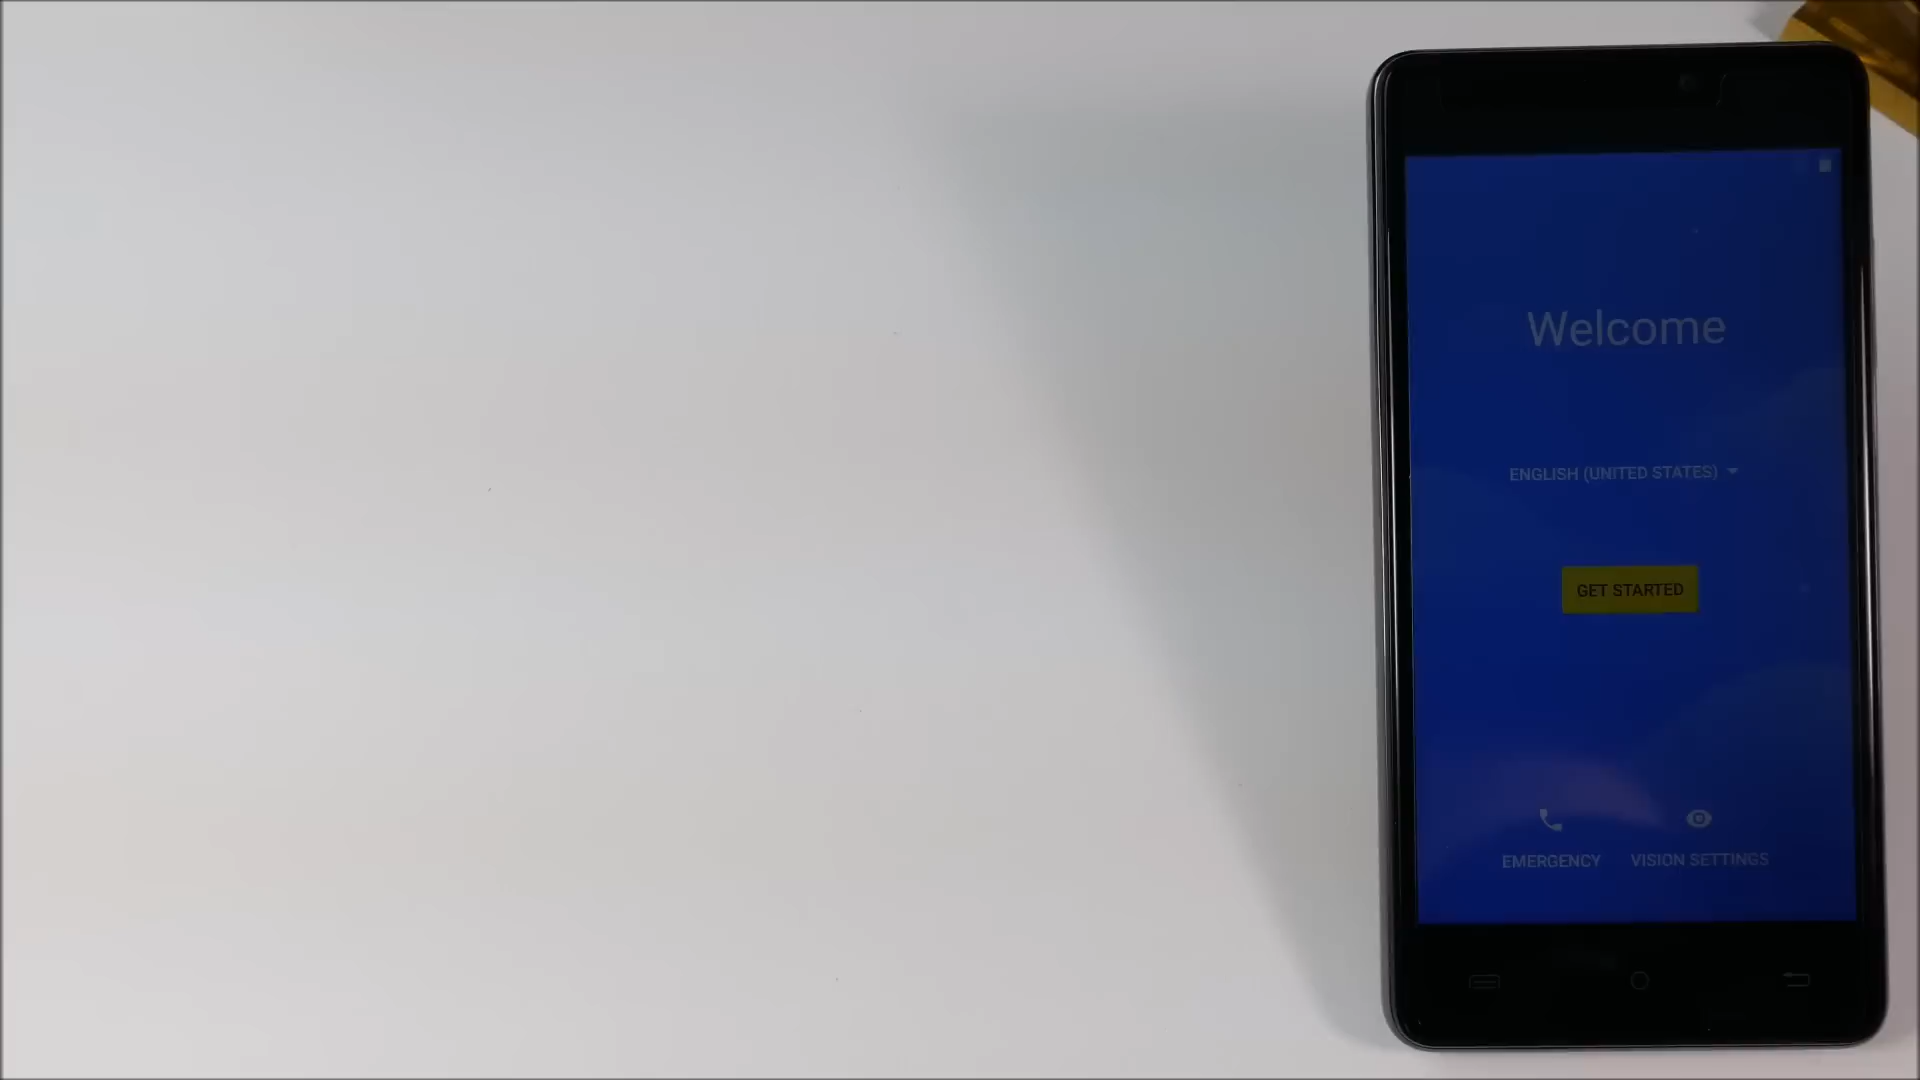 Welcome
ENGLISH (UNITED STATES)
GET STARTED
EMERGENCY
VISION SETTINGS